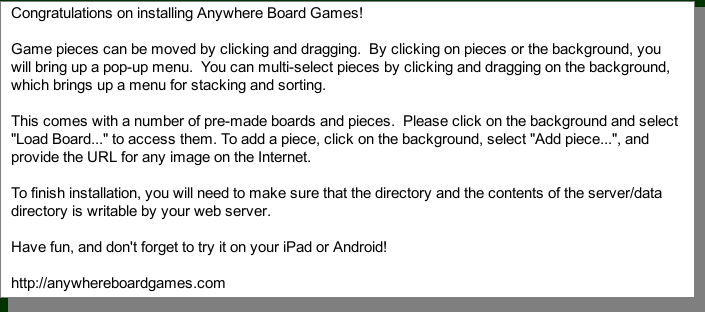 Congratulations on installing Anywhere Board Games!
Game pieces can be moved by clicking and dragging.  By clicking on pieces or the background, you
will bring up a pop-up menu.  You can multi-select pieces by clicking and dragging on the background,
which brings up a menu for stacking and sorting.
This comes with a number of pre-made boards and pieces.  Please click on the background and select
"Load Board..." to access them. To add a piece, click on the background, select "Add piece...", and
provide the URL for any image on the Internet.
To finish installation, you will need to make sure that the directory and the contents of the server/data
directory is writable by your web server.
Have fun, and don't forget to try it on your iPad or Android!
http://anywhereboardgames.com